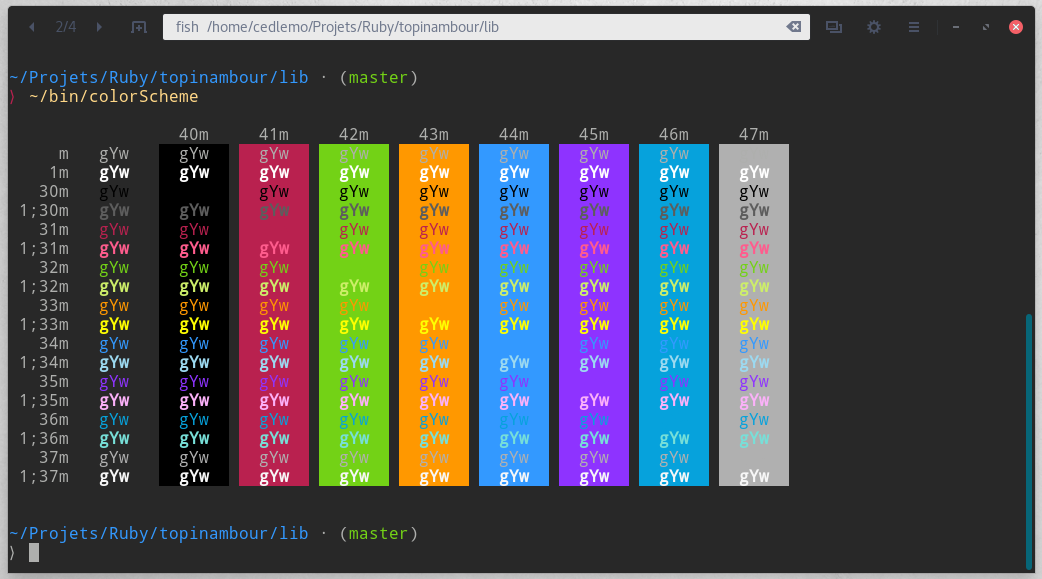 2/4 fish /home/cedlemo/Projets/Ruby/topinambour/lib
~/Projets/Ruby/topinambour/lib · (master)
⟩ ~/bin/colorScheme
40m 41m 42m 43m 44m 45m 46m 47m
m gYw gYw gYw gYw gYw gYw gYw gYw
1m gYw gYw gYw gYw gYw gYw gYw gYw gYw
30m gYw gYw gYw gYw gYw gYw gYw gYw
1;30m gYw gYw gYw gYw gYw gYw gYw gYw gYw
31m gYw gYw gYw gYw gYw gYw gYw gYw
1;31m gYw gYw gYw gYw gYw gYw gYw gYw gYw
32m gYw gYw gYw gYw gYw gYw gYw gYw
1;32m gYw gYw gYw gYw gYw gYw gYw gYw gYw
33m gYw gYw gYw gYw gYw gYw gYw gYw
1;33m gYw gYw gYw gYw gYw gYw gYw gYw gYw
34m gYw gYw gYw gYw gYw gYw gYw gYw
1;34m gYw gYw gYw gYw gYw gYw gYw gYw gYw
35m gYw gYw gYw gYw gYw gYw gYw gYw
1;35m gYw gYw gYw gYw gYw gYw gYw gYw gYw
36m gYw gYw gYw gYw gYw gYw gYw gYw
1;36m gYw gYw gYw gYw gYw gYw gYw gYw gYw
37m gYw gYw gYw gYw gYw gYw gYw gYw
1;37m gYw gYw gYw gYw gYw gYw gYw gYw gYw
~/Projets/Ruby/topinambour/lib · (master)
⟩